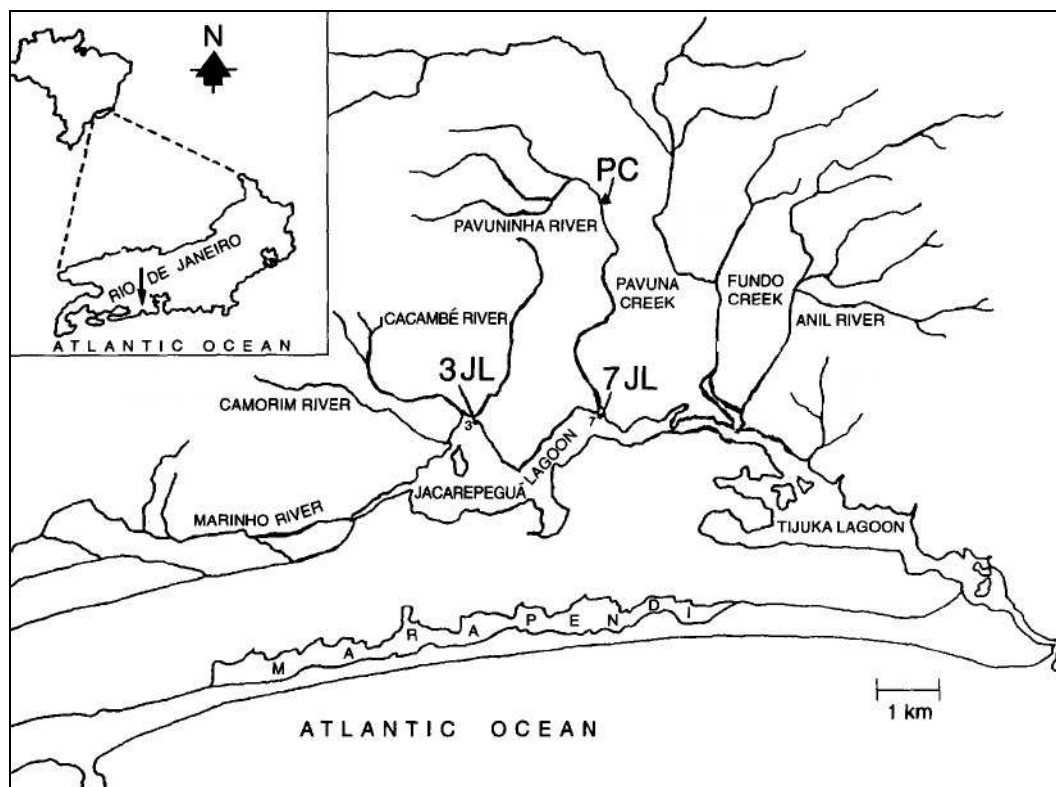 N
RIO DE JANEIRO
ATLANTIC OCEAN
PC
PAVUNINHA RIVER
PAVUNA
CREEK
FUNDO
CREEK
ANIL RIVER
CACAMBÉ RIVER
3 JL
7 JL
CAMORIM RIVER
3
7
JACAREPEGUÁ
LAGOON
MARINHO RIVER
TIJUKA LAGOON
MARAPENDI
1 km
ATLANTIC OCEAN